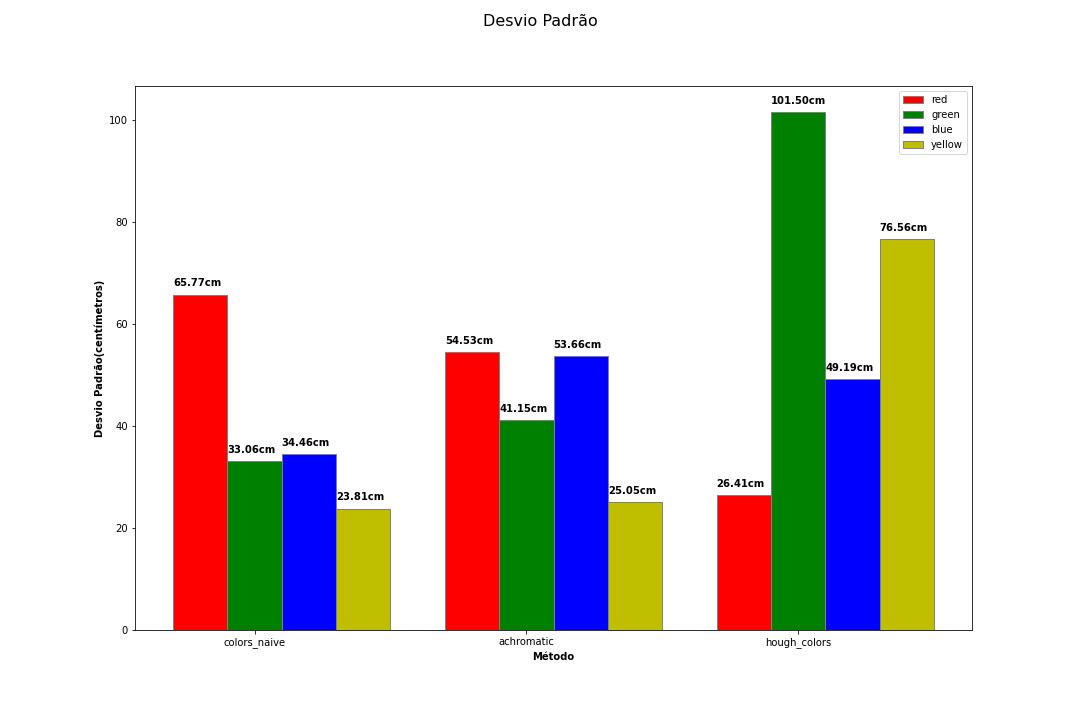 Desvio Padrão
red
green
blue
yellow
Desvio Padrão(centímetros)
100
80
60
40
20
0
65.77cm
33.06cm
34.46cm
23.81cm
54.53cm
41.15cm
53.66cm
25.05cm
26.41cm
101.50cm
49.19cm
76.56cm
colors_naive
achromatic
hough_colors
Método